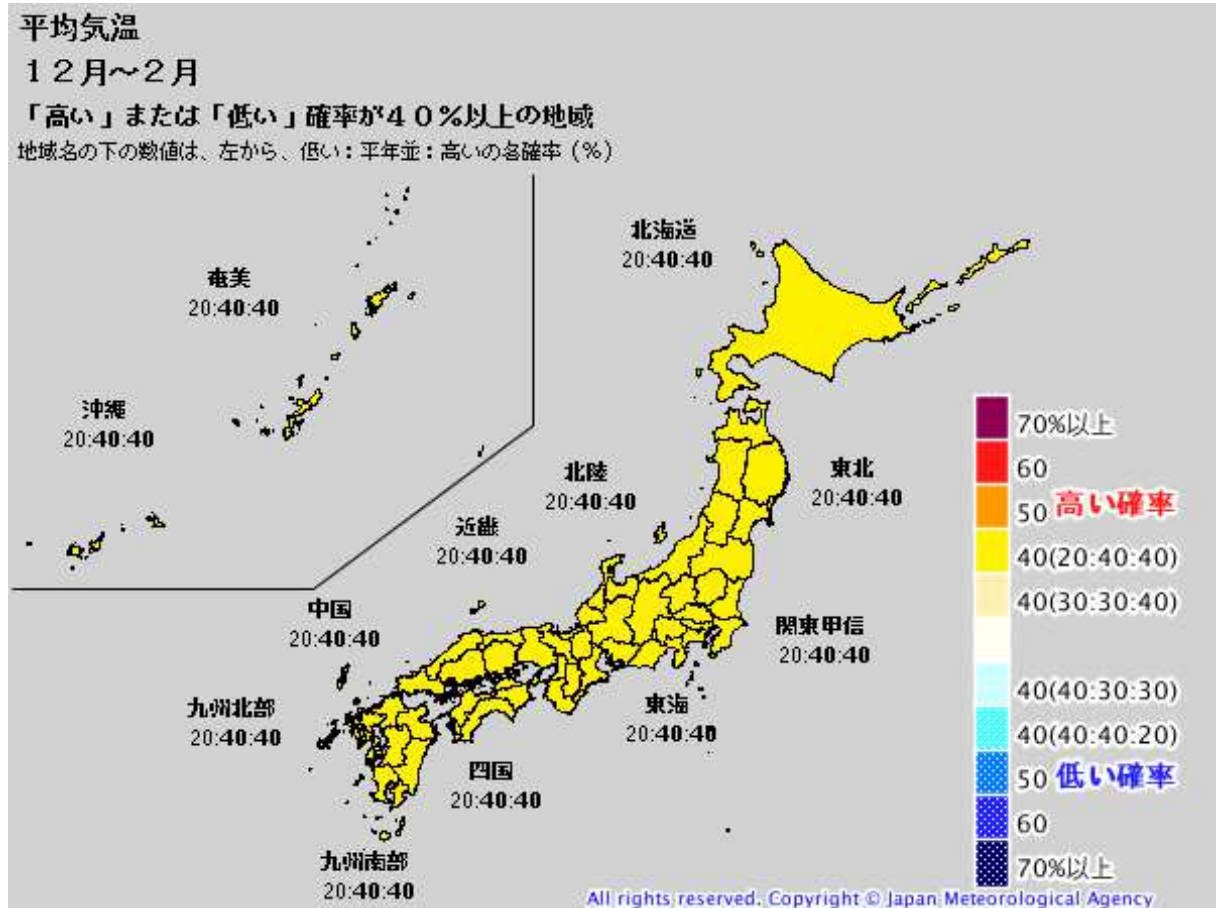 平均気温
１２月～２月
「高い」または「低い」確率が４０％以上の地域
地域名の下の数値は、左から、低い：平年並：高いの各確率（％）
北海道
20:40:40
奄美
20:40:40
沖縄
20:40:40
北陸
20:40:40
東北
20:40:40
近畿
20:40:40
中国
20:40:40
関東甲信
20:40:40
九州北部
20:40:40
東海
20:40:40
四国
20:40:40
九州南部
20:40:40
70%以上
60
50 高い確率
40(20:40:40)
40(30:30:40)
40(40:30:30)
40(40:40:20)
50 低い確率
60
70%以上
All rights reserved. Copyright © Japan Meteorological Agency